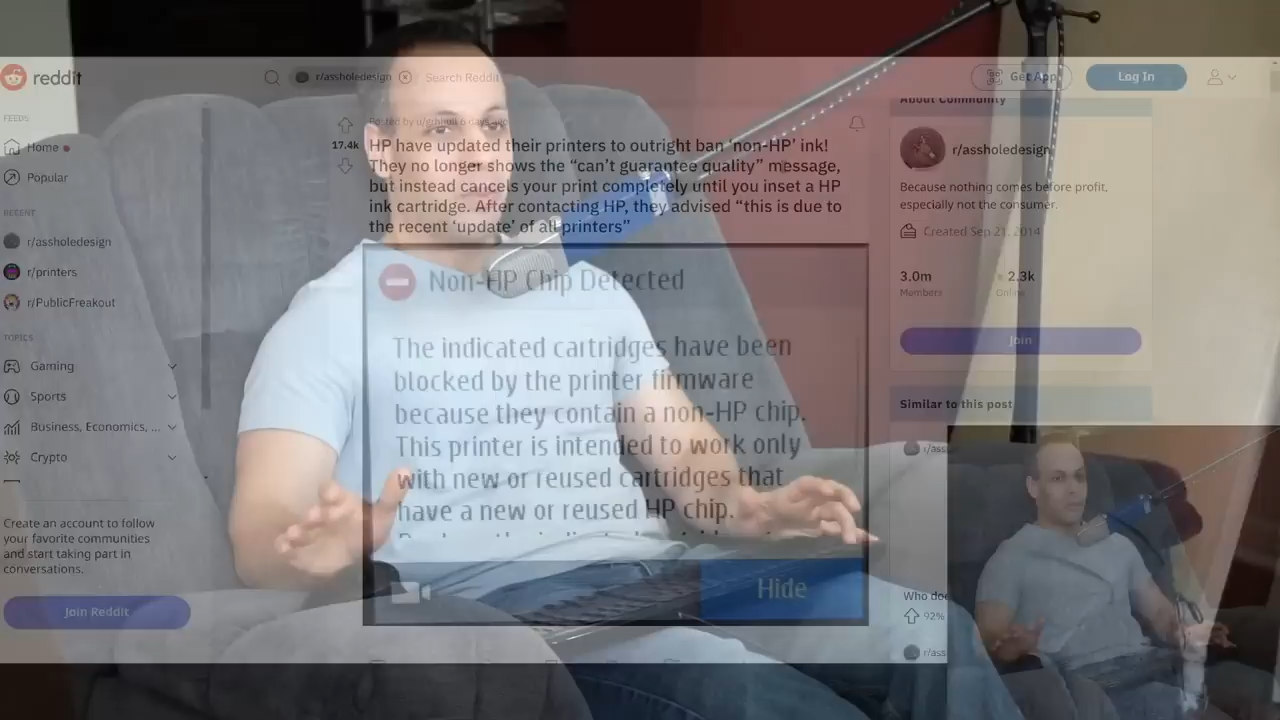 reddit
r/assholedesign
Search Reddit
Get App
Log In
FEEDS
Home
Popular
RECENT
r/assholedesign
r/printers
r/PublicFreakout
TOPICS
Gaming
Sports
Business, Economics, ...
Crypto
Create an account to follow
your favorite communities
and start taking part in
conversations.
Join Reddit
17.4k
HP have updated their printers to outright ban ‘non-HP’ ink!
They no longer shows the “can’t guarantee quality” message,
but instead cancels your print completely until you inset a HP
ink cartridge. After contacting HP, they advised “this is due to
the recent ‘update’ of all printers”
Non-HP Chip Detected
The indicated cartridges have been
blocked by the printer firmware
because they contain a non-HP chip.
This printer is intended to work only
with new or reused cartridges that
have a new or reused HP chip.
Hide
About Community
r/assholedesign
Because nothing comes before profit,
especially not the consumer.
Created Sep 21, 2014
3.0m
2.3k
Members
Online
Join
Similar to this post
r/ass
Who doe
92%
r/ass